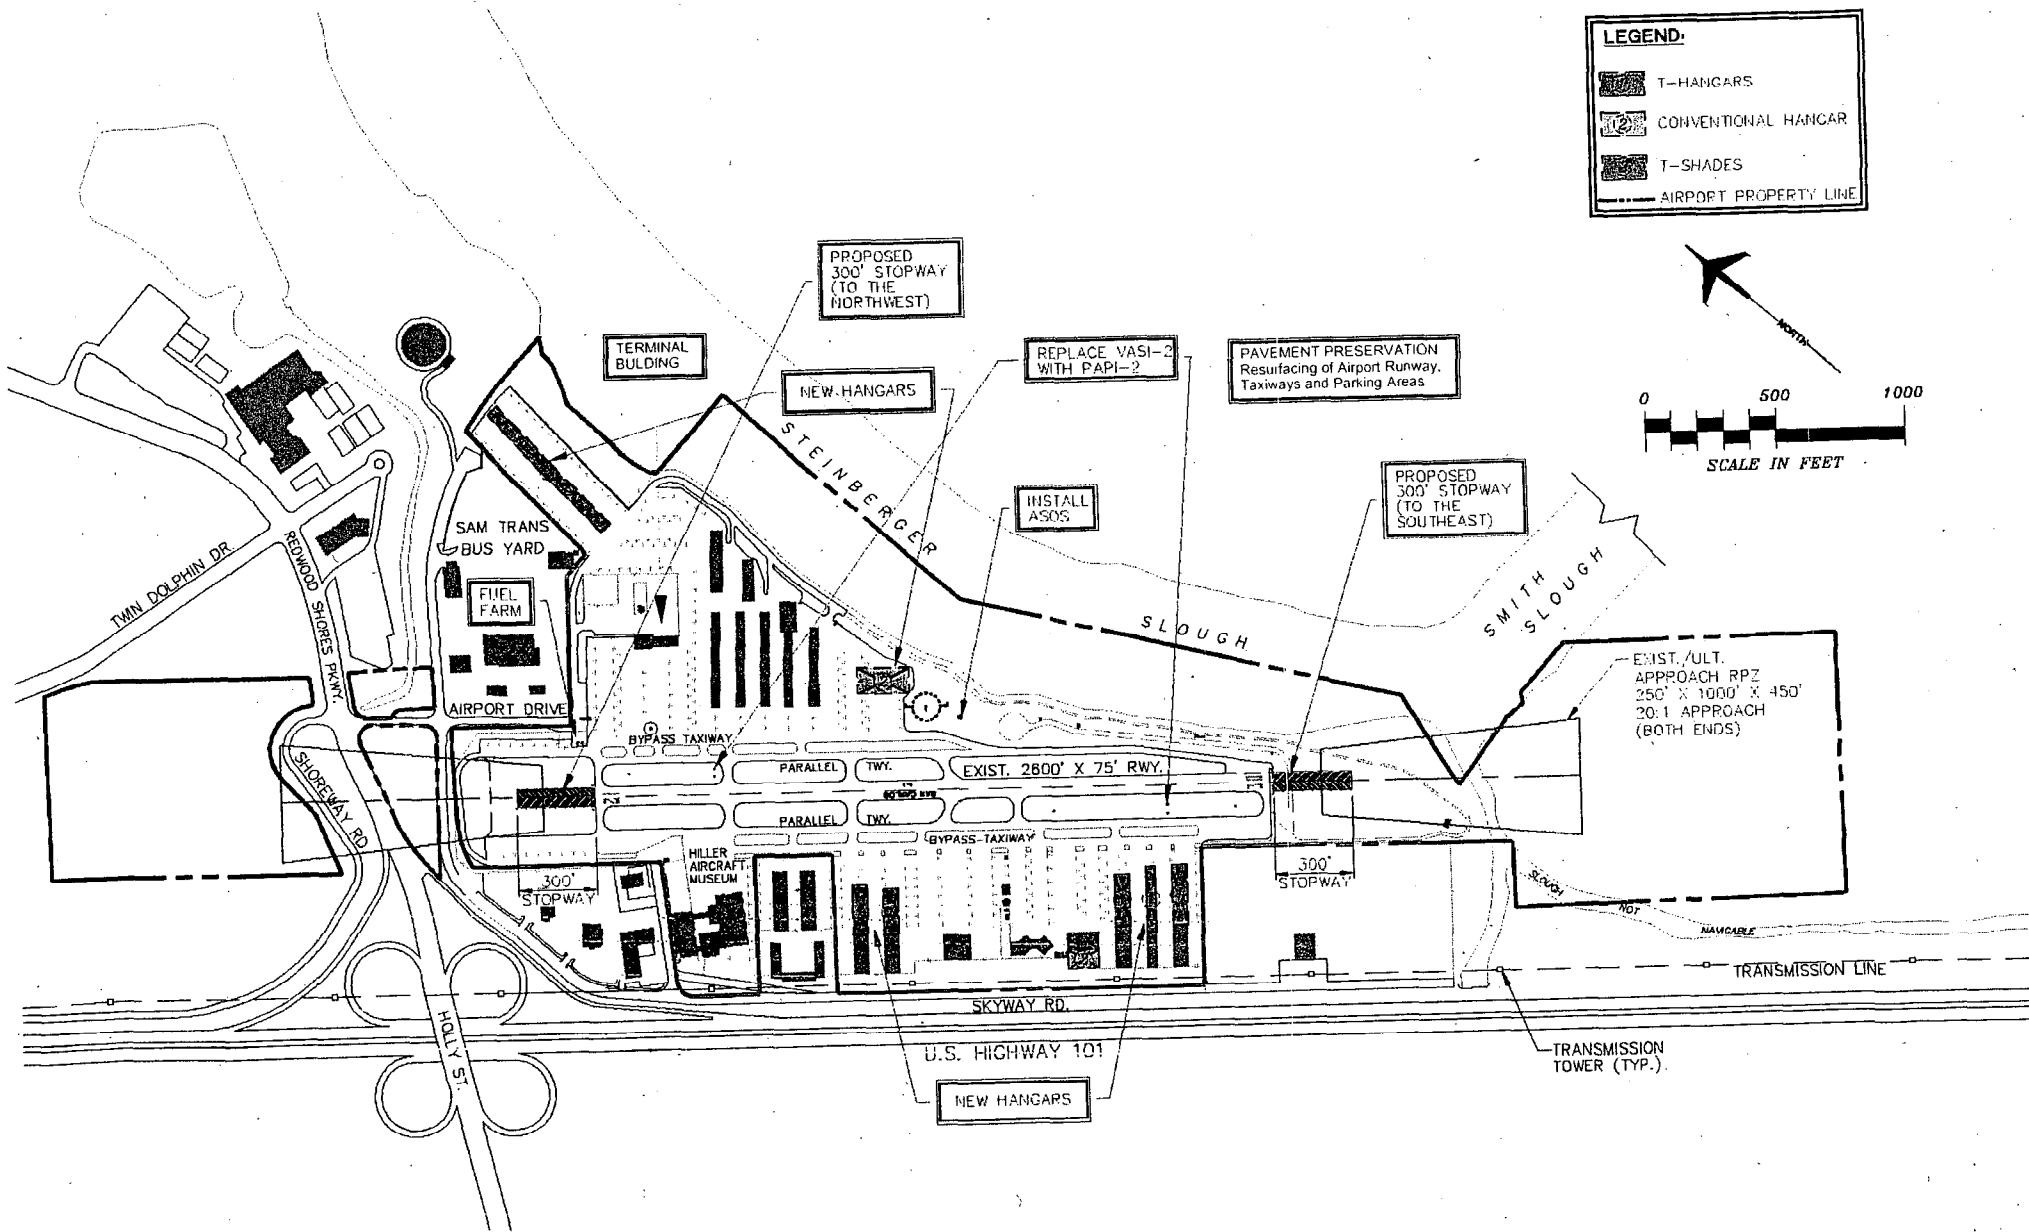 LEGEND:
T-HANGARS
(2) CONVENTIONAL HANGAR
T-SHADES
AIRPORT PROPERTY LINE
NORTH
0 500 1000
SCALE IN FEET
PROPOSED
300' STOPWAY
(TO THE
NORTHWEST)
TERMINAL
BULDING
NEW HANGARS
REPLACE VASI-2
WITH PAPI-2
PAVEMENT PRESERVATION
Resurfacing of Airport Runway,
Taxiways and Parking Areas
PROPOSED
300' STOPWAY
(TO THE
SOUTHEAST)
INSTALL
ASOS
STEINBERGER
SLOUGH
SMITH
SLOUGH
SAM TRANS
BUS YARD
FUEL
FARM
TWIN DOLPHIN DR
REDWOOD SHORES PKWY
AIRPORT DRIVE
SHOREWAY RD
EXIST./ULT.
APPROACH RPZ
250' X 1000' X 450'
20:1 APPROACH
(BOTH ENDS)
BYPASS TAXIWAY
PARALLEL TWY.
EXIST. 2600' X 75' RWY.
SAN CARLOS
PARALLEL TWY.
BYPASS TAXIWAY
HILLER
AIRCRAFT
MUSEUM
300'
STOPWAY
300'
STOPWAY
SLOUGH
NOT
NAVIGABLE
TRANSMISSION LINE
SKYWAY RD.
HOLLY ST.
U.S. HIGHWAY 101
NEW HANGARS
TRANSMISSION
TOWER (TYP.)